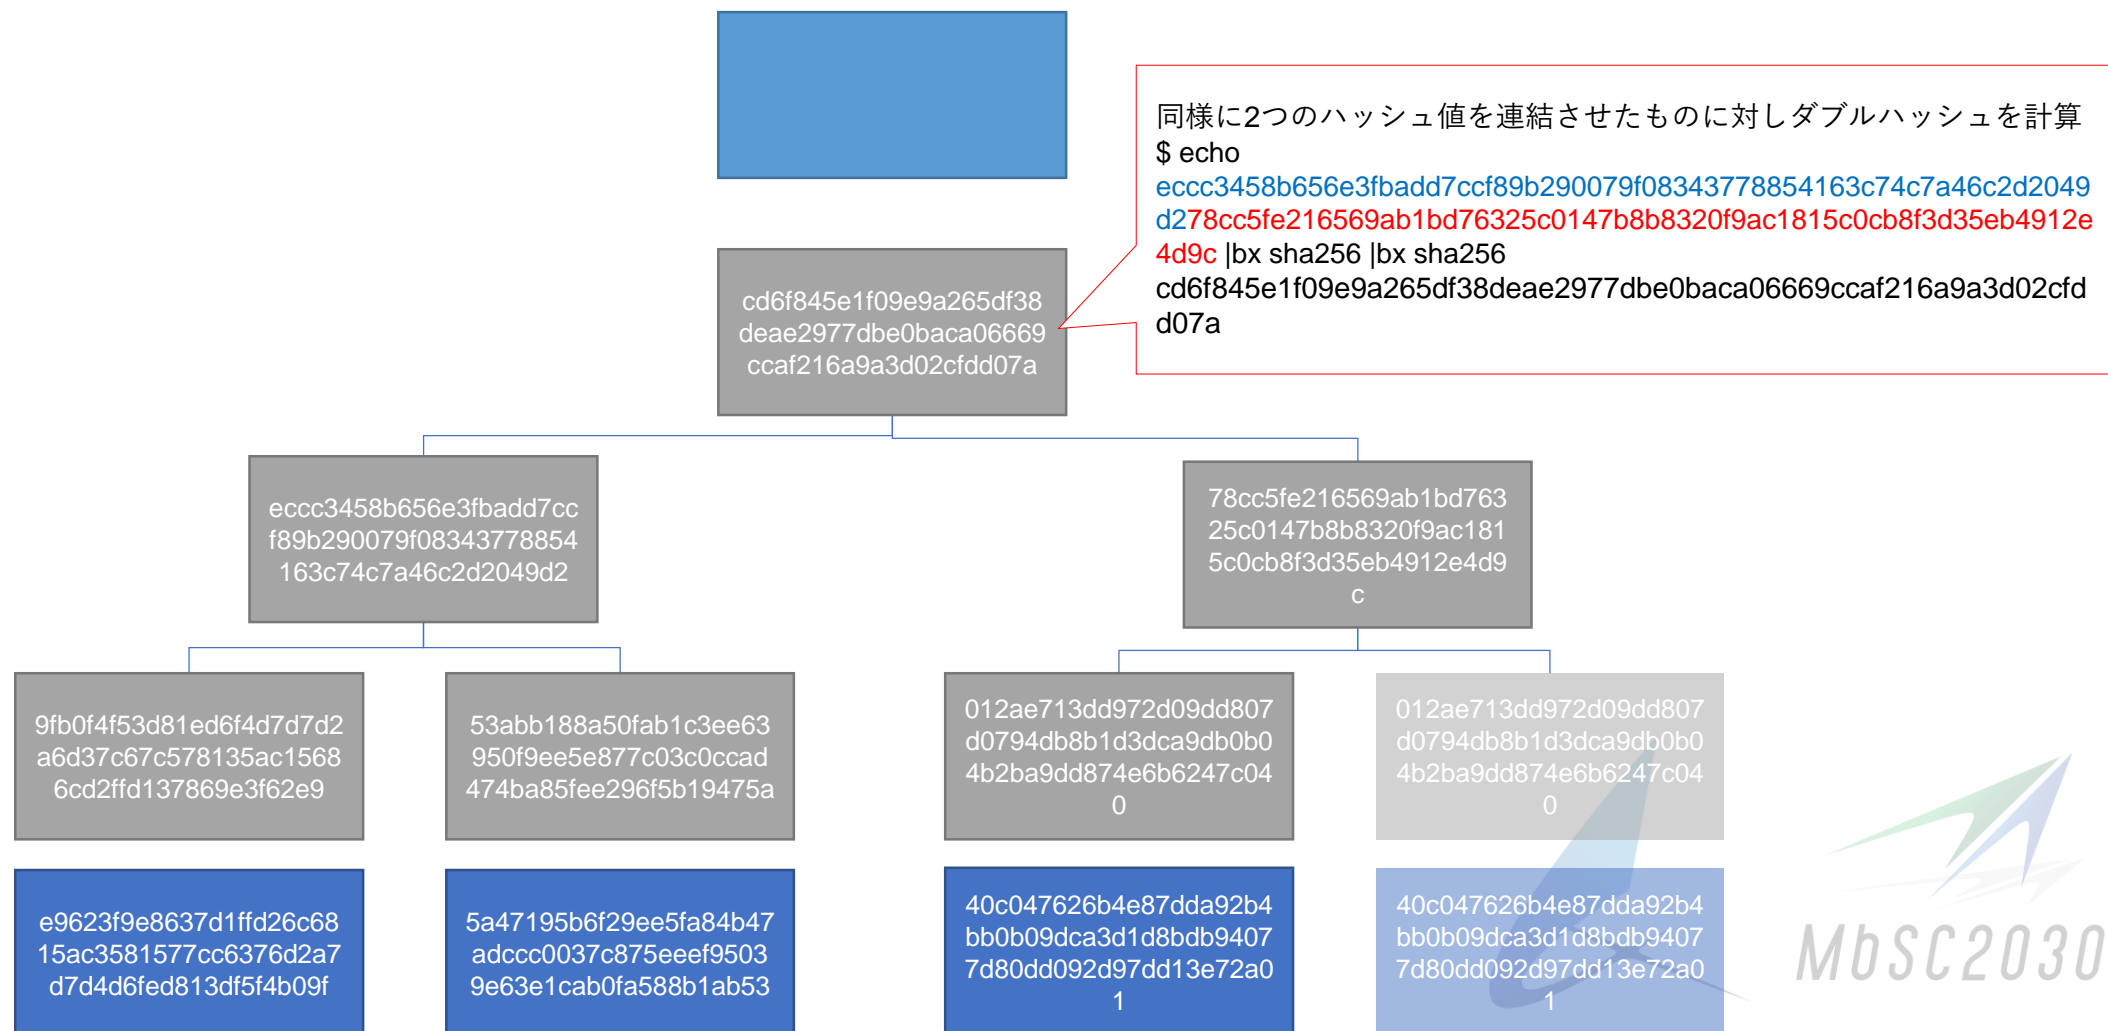 同様に2つのハッシュ値を連結させたものに対しダブルハッシュを計算
$ echo
eccc3458b656e3fbadd7ccf89b290079f08343778854163c74c7a46c2d2049
d278cc5fe216569ab1bd76325c0147b8b8320f9ac1815c0cb8f3d35eb4912e
4d9c |bx sha256 |bx sha256
cd6f845e1f09e9a265df38deae2977dbe0baca06669ccaf216a9a3d02cfd
d07a
cd6f845e1f09e9a265df38
deae2977dbe0baca06669
ccaf216a9a3d02cfdd07a
eccc3458b656e3fbadd7cc
f89b290079f08343778854
163c74c7a46c2d2049d2
78cc5fe216569ab1bd763
25c0147b8b8320f9ac181
5c0cb8f3d35eb4912e4d9
c
9fb0f4f53d81ed6f4d7d7d2
a6d37c67c578135ac1568
6cd2ffd137869e3f62e9
53abb188a50fab1c3ee63
950f9ee5e877c03c0ccad
474ba85fee296f5b19475a
012ae713dd972d09dd807
d0794db8b1d3dca9db0b0
4b2ba9dd874e6b6247c04
0
012ae713dd972d09dd807
d0794db8b1d3dca9db0b0
4b2ba9dd874e6b6247c04
0
e9623f9e8637d1ffd26c68
15ac3581577cc6376d2a7
d7d4d6fed813df5f4b09f
5a47195b6f29ee5fa84b47
adccc0037c875eeef9503
9e63e1cab0fa588b1ab53
40c047626b4e87dda92b4
bb0b09dca3d1d8bdb9407
7d80dd092d97dd13e72a0
1
40c047626b4e87dda92b4
bb0b09dca3d1d8bdb9407
7d80dd092d97dd13e72a0
1
MbSC2030